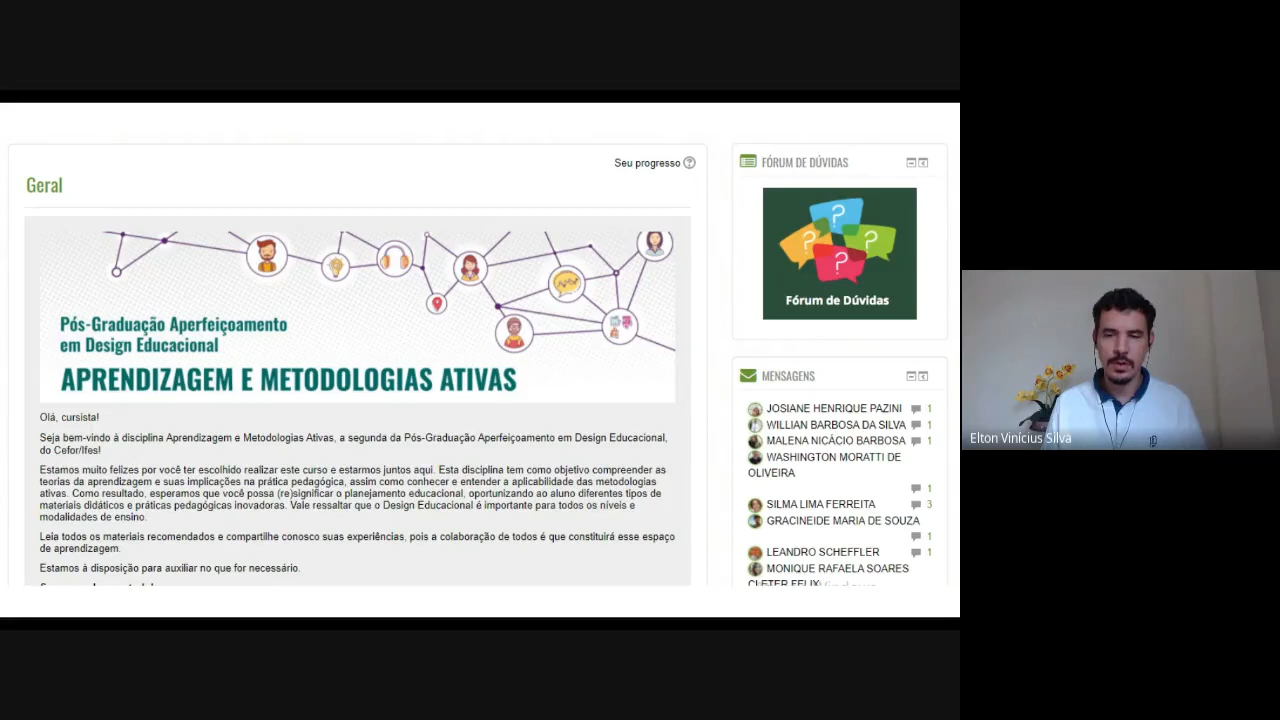 Seu progresso
Geral
Pós-Graduação Aperfeiçoamento
em Design Educacional
APRENDIZAGEM E METODOLOGIAS ATIVAS
Olá, cursista!
Seja bem-vindo à disciplina Aprendizagem e Metodologias Ativas, a segunda da Pós-Graduação Aperfeiçoamento em Design Educacional,
do Cefor/Ifes!
Estamos muito felizes por você ter escolhido realizar este curso e estarmos juntos aqui. Esta disciplina tem como objetivo compreender as
teorias da aprendizagem e suas implicações na prática pedagógica, assim como conhecer e entender a aplicabilidade das metodologias
ativas. Como resultado, esperamos que você possa (re)significar o planejamento educacional, oportunizando ao aluno diferentes tipos de
materiais didáticos e práticas pedagógicas inovadoras. Vale ressaltar que o Design Educacional é importante para todos os níveis e
modalidades de ensino.
Leia todos os materiais recomendados e compartilhe conosco suas experiências, pois a colaboração de todos é que constituirá esse espaço
de aprendizagem.
Estamos à disposição para auxiliar no que for necessário.
FÓRUM DE DÚVIDAS
? ? ? ?
Fórum de Dúvidas
MENSAGENS
JOSIANE HENRIQUE PAZINI 1
WILLIAN BARBOSA DA SILVA 1
MALENA NICÁCIO BARBOSA 1
WASHINGTON MORATTI DE
OLIVEIRA
1
SILMA LIMA FERREITA 3
GRACINEIDE MARIA DE SOUZA
1
LEANDRO SCHEFFLER 1
MONIQUE RAFAELA SOARES
CLETER FELIX
Elton Vinícius Silva